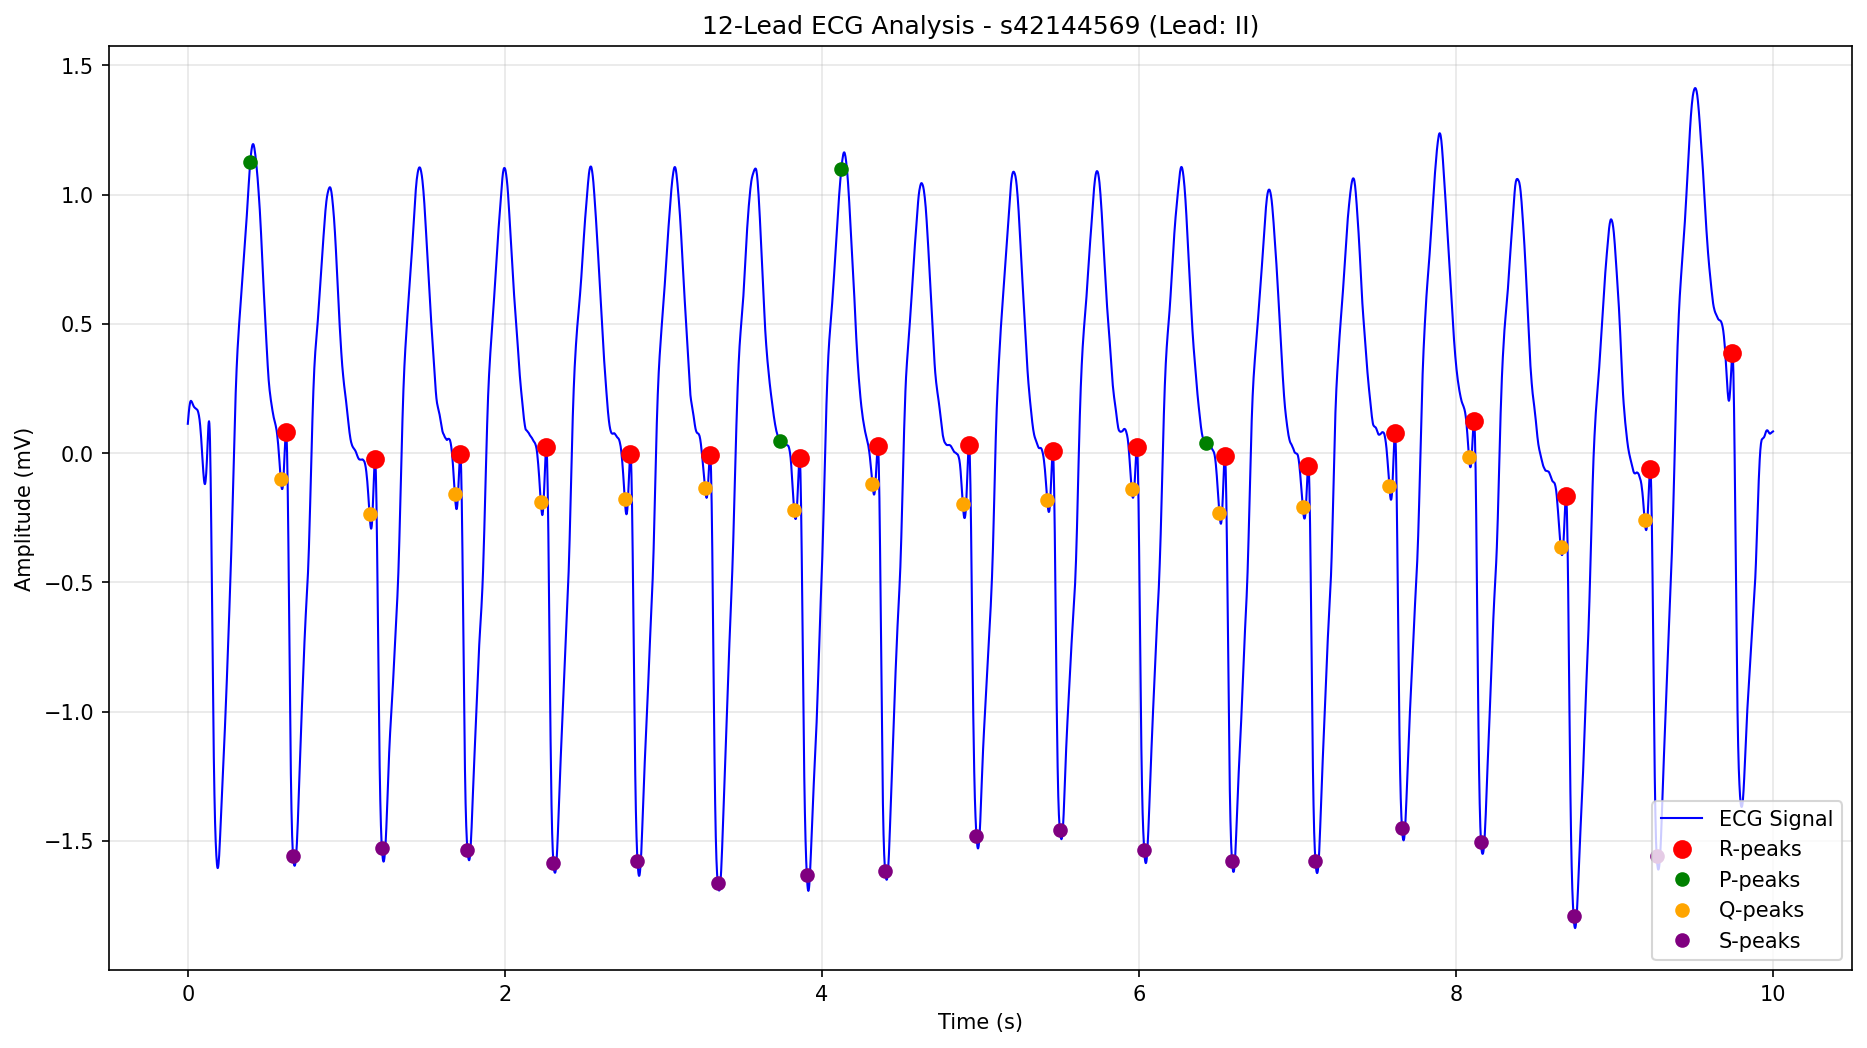 12-Lead ECG Analysis - s42144569 (Lead: II)
1.5
1.0
0.5
0.0
−0.5
−1.0
−1.5
Amplitude (mV)
0
2
4
6
8
10
Time (s)
ECG Signal
R-peaks
P-peaks
Q-peaks
S-peaks